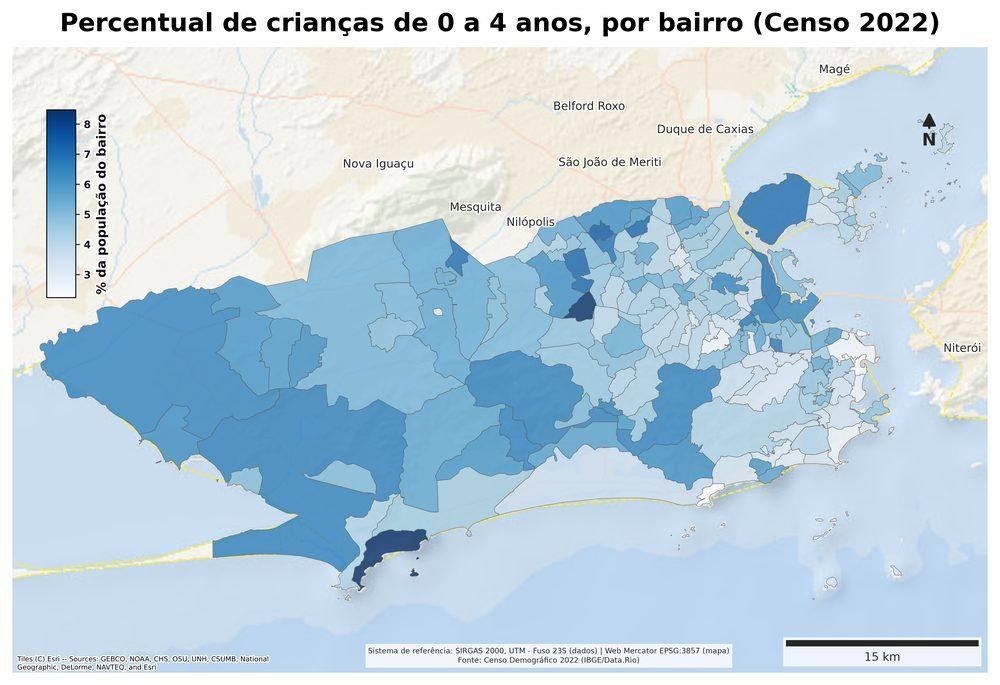 Percentual de crianças de 0 a 4 anos, por bairro (Censo 2022)
Magé
Belford Roxo
Duque de Caxias
Nova Iguaçu
São João de Meriti
Mesquita
Nilópolis
Niterói
N
8
7
6
5
4
3
% da população do bairro
15 km
Sistema de referência: SIRGAS 2000, UTM - Fuso 23S (dados) | Web Mercator EPSG:3857 (mapa)
Fonte: Censo Demográfico 2022 (IBGE/Data.Rio)
Tiles (C) Esri -- Sources: GEBCO, NOAA, CHS, OSU, UNH, CSUMB, National
Geographic, DeLorme, NAVTEQ, and Esri